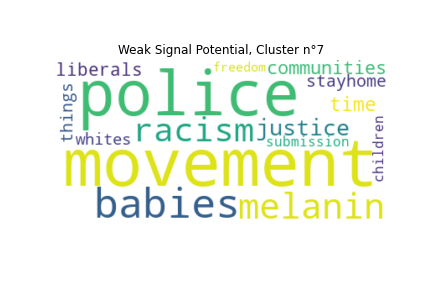 Weak Signal Potential, Cluster n°7
liberals
freedom
communities
things
police
stayhome
time
racism
justice
whites
submission
children
movement
babies
melanin